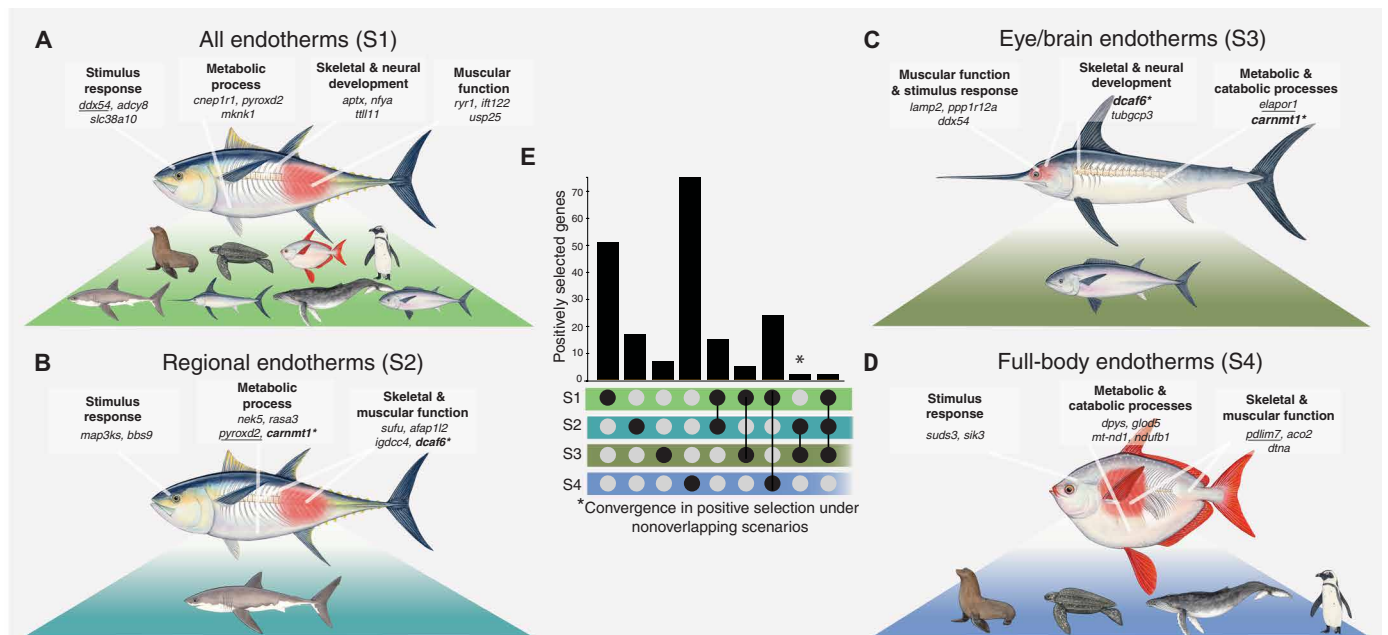 A
All endotherms (S1)
Stimulus
response
ddx54, adcy8
slc38a10
Metabolic
process
cnep1r1, pyroxd2
mknk1
Skeletal & neural
development
aptx, nfya
ttll11
Muscular
function
ryr1, ift122
usp25
B
Regional endotherms (S2)
Stimulus
response
map3ks, bbs9
Metabolic
process
nek5, rasa3
pyroxd2, carnmt1*
Skeletal &
muscular function
sufu, afap1l2
igdcc4, dcaf6*
C
Eye/brain endotherms (S3)
Muscular function
& stimulus response
lamp2, ppp1r12a
ddx54
Skeletal & neural
development
dcaf6*
tubgcp3
Metabolic &
catabolic processes
elapor1
carnmt1*
D
Full-body endotherms (S4)
Stimulus
response
suds3, sik3
Metabolic &
catabolic processes
dpys, glod5
mt-nd1, ndufb1
Skeletal &
muscular function
pdlim7, aco2
dtna
E
Positively selected genes
70
60
50
40
30
20
10
0
*
S1
S2
S3
S4
*Convergence in positive selection under
nonoverlapping scenarios